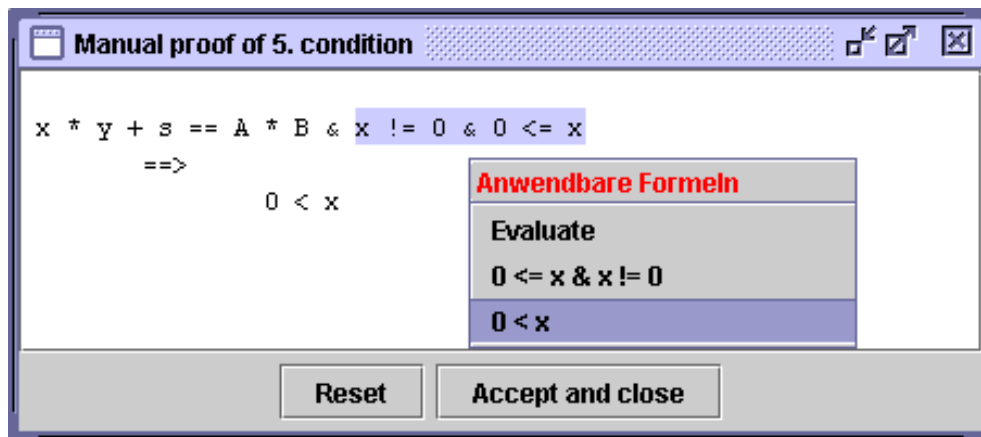 Manual proof of 5. condition
x * y + s == A * B & x != 0 & 0 <= x
==>
0 < x
Anwendbare Formeln
Evaluate
0 <= x & x != 0
0 < x
Reset
Accept and close